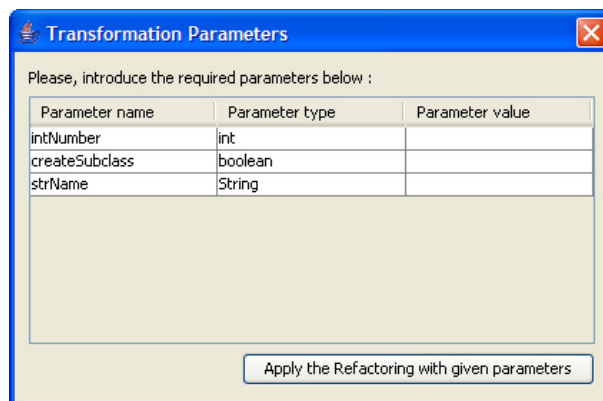 Transformation Parameters
Please, introduce the required parameters below :
Parameter name Parameter type Parameter value
intNumber int
createSubclass boolean
strName String
Apply the Refactoring with given parameters